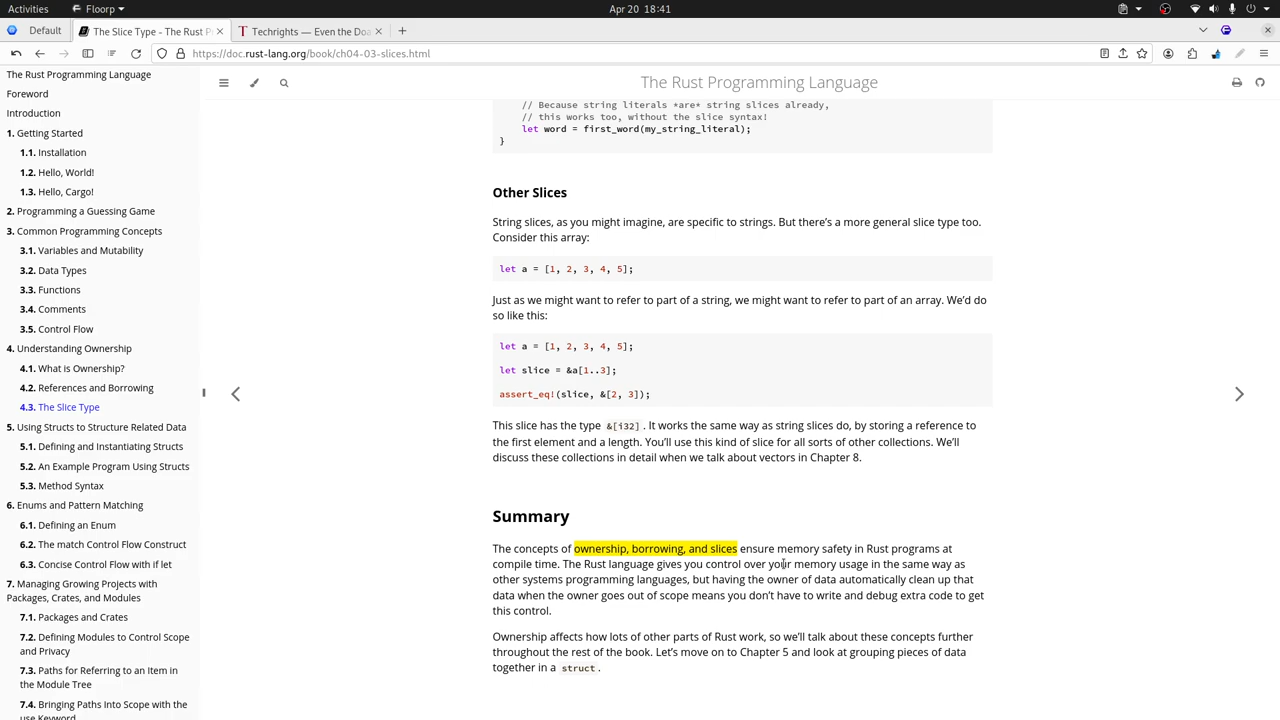 Activities
Floorp
Apr 20 18:41
Default
The Slice Type - The Rust P
Techrights — Even the Doa
https://doc.rust-lang.org/book/ch04-03-slices.html
The Rust Programming Language
Foreword
Introduction
1. Getting Started
1.1. Installation
1.2. Hello, World!
1.3. Hello, Cargo!
2. Programming a Guessing Game
3. Common Programming Concepts
3.1. Variables and Mutability
3.2. Data Types
3.3. Functions
3.4. Comments
3.5. Control Flow
4. Understanding Ownership
4.1. What is Ownership?
4.2. References and Borrowing
4.3. The Slice Type
5. Using Structs to Structure Related Data
5.1. Defining and Instantiating Structs
5.2. An Example Program Using Structs
5.3. Method Syntax
6. Enums and Pattern Matching
6.1. Defining an Enum
6.2. The match Control Flow Construct
6.3. Concise Control Flow with if let
7. Managing Growing Projects with
Packages, Crates, and Modules
7.1. Packages and Crates
7.2. Defining Modules to Control Scope
and Privacy
7.3. Paths for Referring to an Item in
the Module Tree
7.4. Bringing Paths Into Scope with the
use Keyword
The Rust Programming Language
// Because string literals *are* string slices already,
// this works too, without the slice syntax!
let word = first_word(my_string_literal);
}
Other Slices
String slices, as you might imagine, are specific to strings. But there’s a more general slice type too.
Consider this array:
let a = [1, 2, 3, 4, 5];
Just as we might want to refer to part of a string, we might want to refer to part of an array. We’d do
so like this:
let a = [1, 2, 3, 4, 5];
let slice = &a[1..3];
assert_eq!(slice, &[2, 3]);
This slice has the type &[i32]. It works the same way as string slices do, by storing a reference to
the first element and a length. You’ll use this kind of slice for all sorts of other collections. We’ll
discuss these collections in detail when we talk about vectors in Chapter 8.
Summary
The concepts of ownership, borrowing, and slices ensure memory safety in Rust programs at
compile time. The Rust language gives you control over your memory usage in the same way as
other systems programming languages, but having the owner of data automatically clean up that
data when the owner goes out of scope means you don’t have to write and debug extra code to get
this control.
Ownership affects how lots of other parts of Rust work, so we’ll talk about these concepts further
throughout the rest of the book. Let’s move on to Chapter 5 and look at grouping pieces of data
together in a struct.